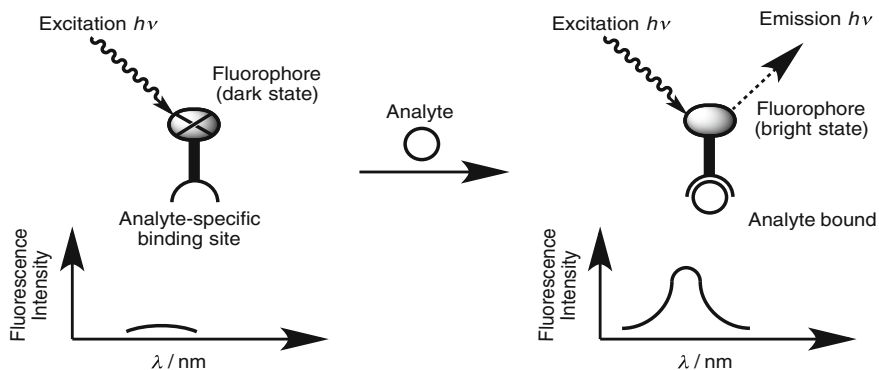 Excitation hν
Fluorophore
(dark state)
Analyte-specific
binding site
Fluorescence
Intensity
λ / nm
Analyte
Excitation hν
Emission hν
Fluorophore
(bright state)
Analyte bound
Fluorescence
Intensity
λ / nm